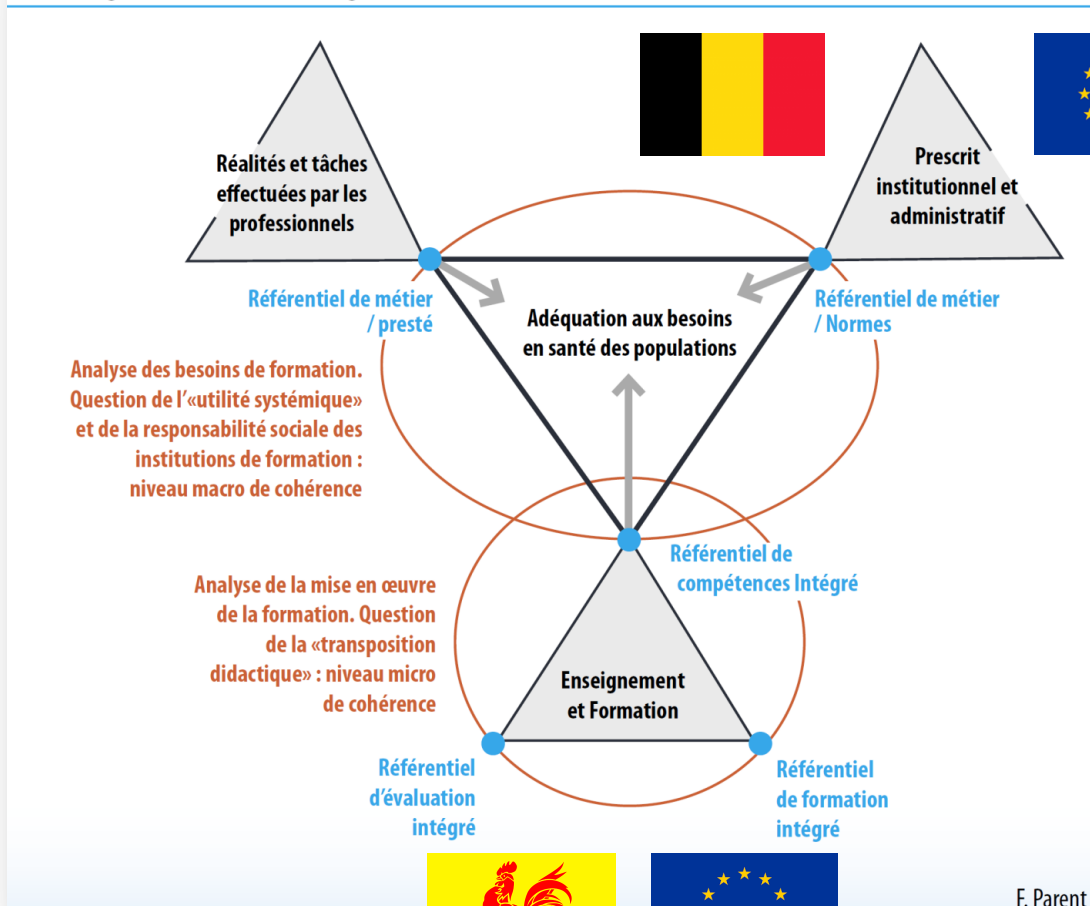 Réalités et tâches
effectuées par les
professionnels
Prescrit
institutionnel et
administratif
Référentiel de métier
/ presté
Adéquation aux besoins
en santé des populations
Référentiel de métier
/ Normes
Analyse des besoins de formation.
Question de l’«utilité systémique»
et de la responsabilité sociale des
institutions de formation :
niveau macro de cohérence
Référentiel de
compétences Intégré
Analyse de la mise en œuvre
de la formation. Question
de la «transposition
didactique» : niveau micro
de cohérence
Enseignement
et Formation
Référentiel
d’évaluation
intégré
Référentiel
de formation
intégré
F. Parent